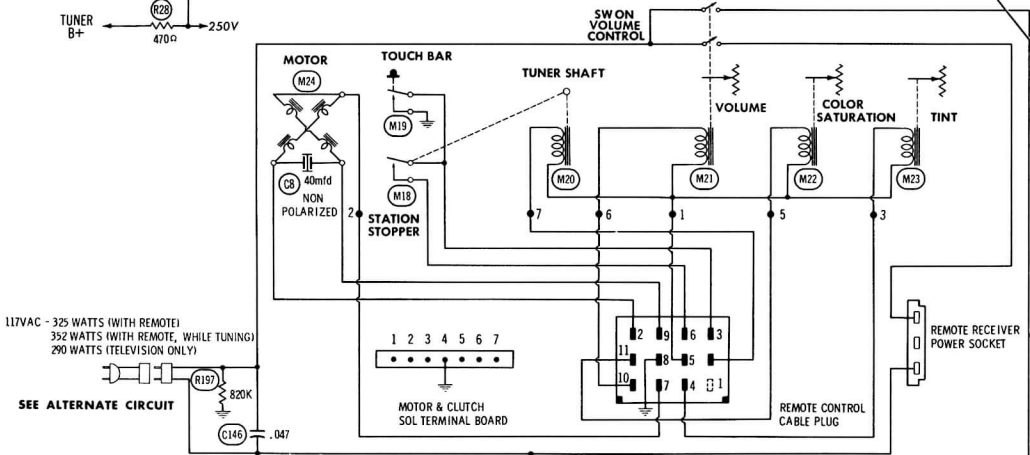 R28
TUNER
B+
470Ω
250V
SW ON
VOLUME
CONTROL
MOTOR
M24
TOUCH BAR
M19
TUNER SHAFT
VOLUME
COLOR
SATURATION
TINT
C8
40mfd
NON
POLARIZED
M18
STATION
STOPPER
M20
M21
M22
M23
2
7
6
1
5
3
117VAC - 325 WATTS (WITH REMOTE)
352 WATTS (WITH REMOTE, WHILE TUNING)
290 WATTS (TELEVISION ONLY)
R197
820K
SEE ALTERNATE CIRCUIT
C146
.047
1 2 3 4 5 6 7
MOTOR & CLUTCH
SOL TERMINAL BOARD
2 9 6 3
11 8 5
10 7 4 1
REMOTE CONTROL
CABLE PLUG
REMOTE RECEIVER
POWER SOCKET